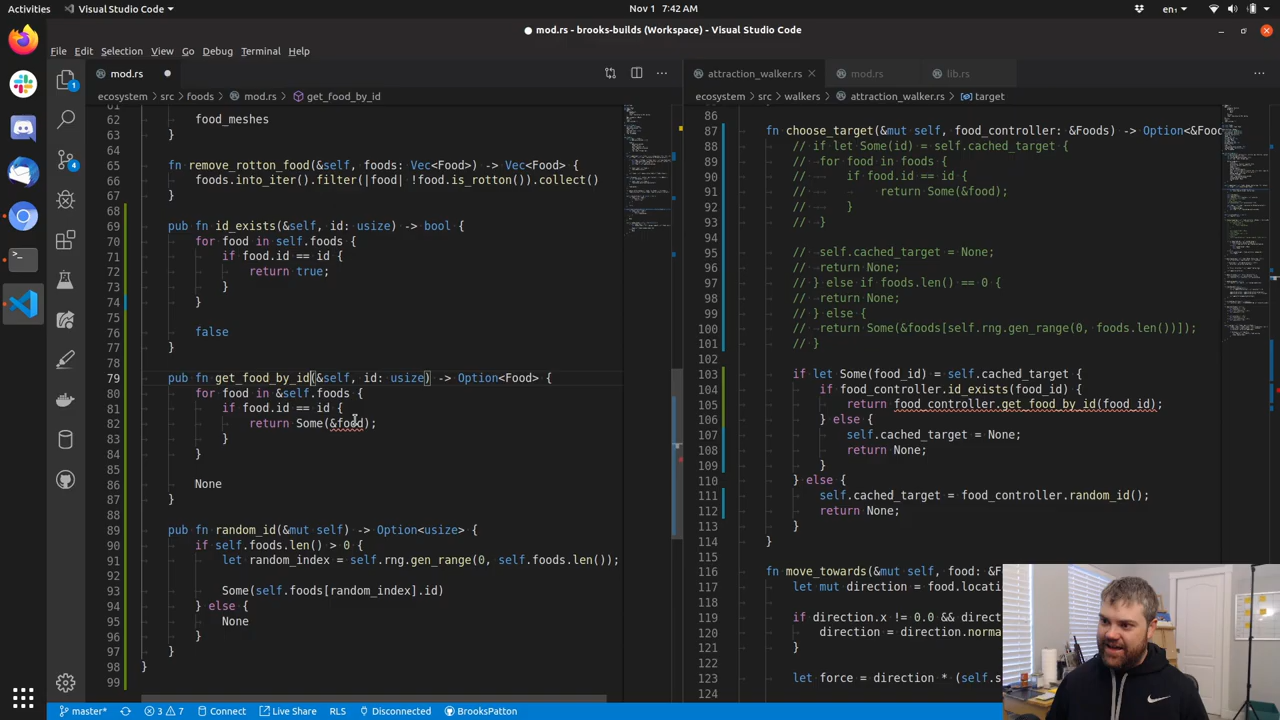 Activities
Visual Studio Code
Nov 1 7:42 AM
en₁
mod.rs - brooks-builds (Workspace) - Visual Studio Code
File Edit Selection View Go Debug Terminal Help
mod.rs
ecosystem > src > foods > mod.rs > get_food_by_id
61
62 food_meshes
63 }
64
65 fn remove_rotton_food(&self, foods: Vec<Food>) -> Vec<Food> {
66 foods.into_iter().filter(|food| !food.is_rotton()).collect()
67 }
68
69 pub fn id_exists(&self, id: usize) -> bool {
70 for food in self.foods {
71 if food.id == id {
72 return true;
73 }
74 }
75
76 false
77 }
78
79 pub fn get_food_by_id(&self, id: usize) -> Option<Food> {
80 for food in &self.foods {
81 if food.id == id {
82 return Some(&food);
83 }
84 }
85
86 None
87 }
88
89 pub fn random_id(&mut self) -> Option<usize> {
90 if self.foods.len() > 0 {
91 let random_index = self.rng.gen_range(0, self.foods.len());
92
93 Some(self.foods[random_index].id)
94 } else {
95 None
96 }
97 }
98 }
99
attraction_walker.rs
mod.rs
lib.rs
ecosystem > src > walkers > attraction_walker.rs > target
86
87 fn choose_target(&mut self, food_controller: &Foods) -> Option<&Foo
88 // if let Some(id) = self.cached_target {
89 // for food in foods {
90 // if food.id == id {
91 // return Some(&food);
92 // }
93 // }
94
95 // self.cached_target = None;
96 // return None;
97 // } else if foods.len() == 0 {
98 // return None;
99 // } else {
100 // return Some(&foods[self.rng.gen_range(0, foods.len())]);
101 // }
102
103 if let Some(food_id) = self.cached_target {
104 if food_controller.id_exists(food_id) {
105 return food_controller.get_food_by_id(food_id);
106 } else {
107 self.cached_target = None;
108 return None;
109 }
110 } else {
111 self.cached_target = food_controller.random_id();
112 return None;
113 }
114 }
115
116 fn move_towards(&mut self, food: &F
117 let mut direction = food.locati
118
119 if direction.x != 0.0 && direc
120 direction = direction.norma
121 }
122
123 let force = direction * (self.s
124
master* 3 7 Connect Live Share RLS Disconnected BrooksPatton